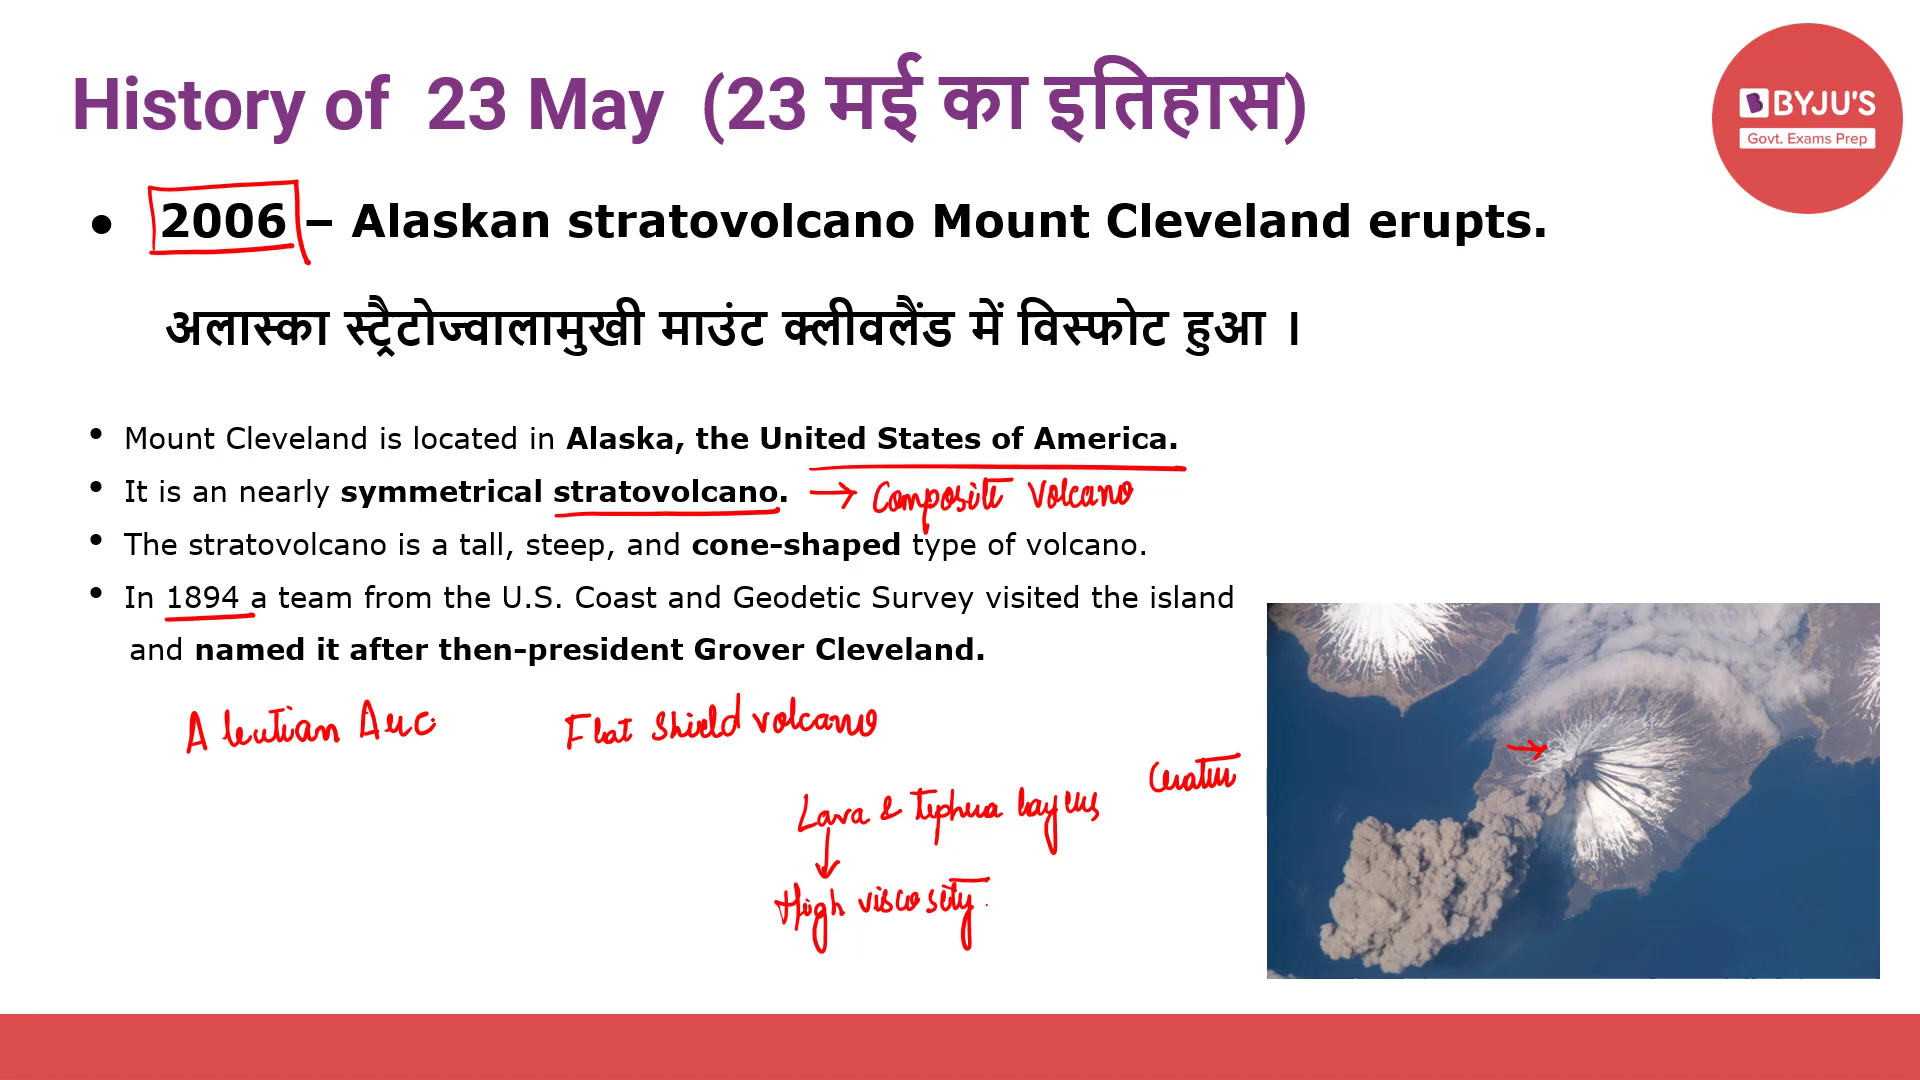 History of 23 May (23 मई का इतिहास)
BYJU'S
Govt. Exams Prep
• 2006 – Alaskan stratovolcano Mount Cleveland erupts.
अलास्का स्ट्रैटोज्वालामुखी माउंट क्लीवलैंड में विस्फोट हुआ ।
• Mount Cleveland is located in Alaska, the United States of America.
• It is an nearly symmetrical stratovolcano. → Composite Volcano
• The stratovolcano is a tall, steep, and cone-shaped type of volcano.
• In 1894 a team from the U.S. Coast and Geodetic Survey visited the island
and named it after then-president Grover Cleveland.
Aleutian Arc Flat Shield volcano
Crater
Lava & Tephra layers
High viscosity.